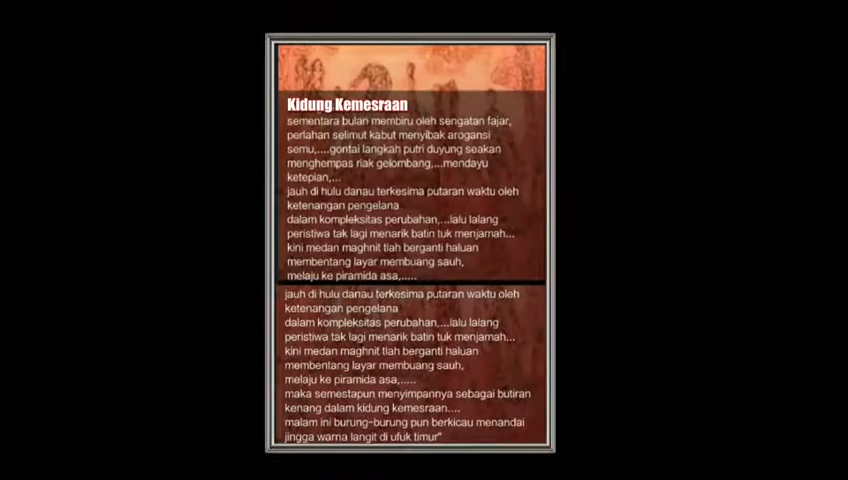 Kidung Kemesraan
sementara bulan membiru oleh sengatan fajar,
perlahan selimut kabut menyibak arogansi
semu,....gontai langkah putri duyung seakan
menghempas riak gelombang,...mendayu
ketepian,...
jauh di hulu danau terkesima putaran waktu oleh
ketenangan pengelana
dalam kompleksitas perubahan,...lalu lalang
peristiwa tak lagi menarik batin tuk menjamah...
kini medan maghnit tlah berganti haluan
membentang layar membuang sauh,
melaju ke piramida asa,.....
jauh di hulu danau terkesima putaran waktu oleh
ketenangan pengelana
dalam kompleksitas perubahan,...lalu lalang
peristiwa tak lagi menarik batin tuk menjamah...
kini medan maghnit tlah berganti haluan
membentang layar membuang sauh,
melaju ke piramida asa,.....
maka semestapun menyimpannya sebagai butiran
kenang dalam kidung kemesraan....
malam ini burung-burung pun berkicau menandai
jingga warna langit di ufuk timur"